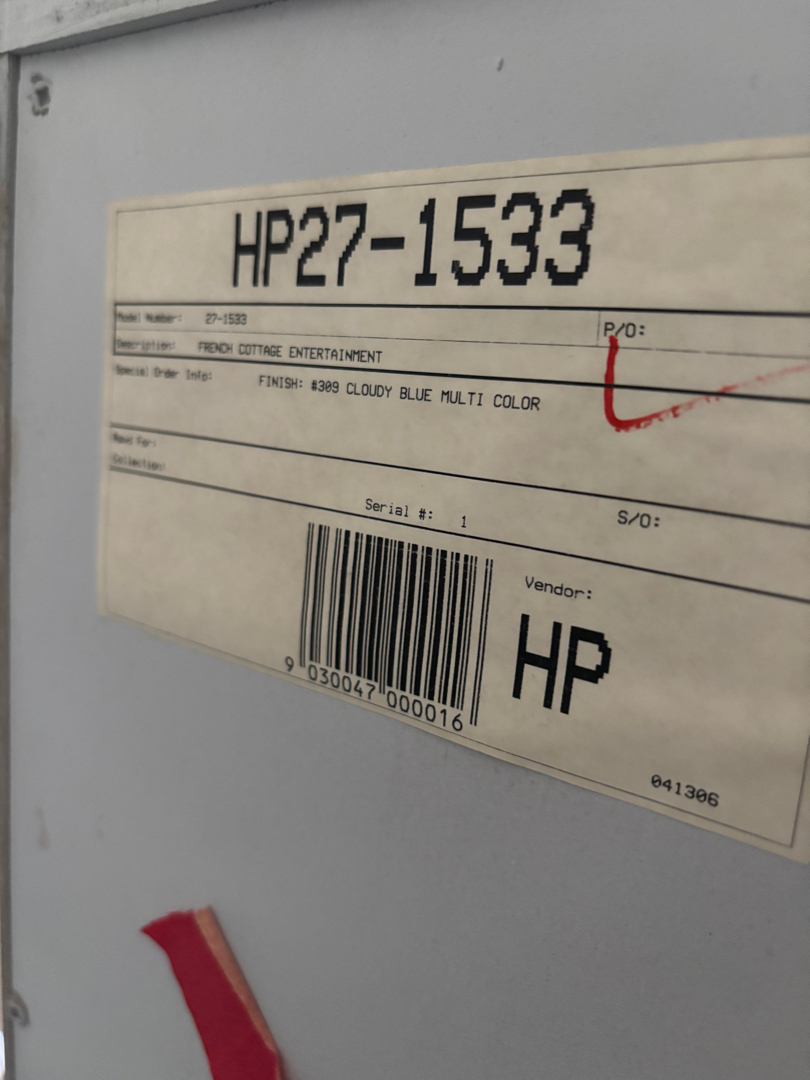 HP27-1533
Model Number: 27-1533
P/O:
Description: FRENCH COTTAGE ENTERTAINMENT
Special Order Info: FINISH: #309 CLOUDY BLUE MULTI COLOR
Collection:
Serial #: 1
S/O:
Vendor:
HP
9 030047 000016
041306